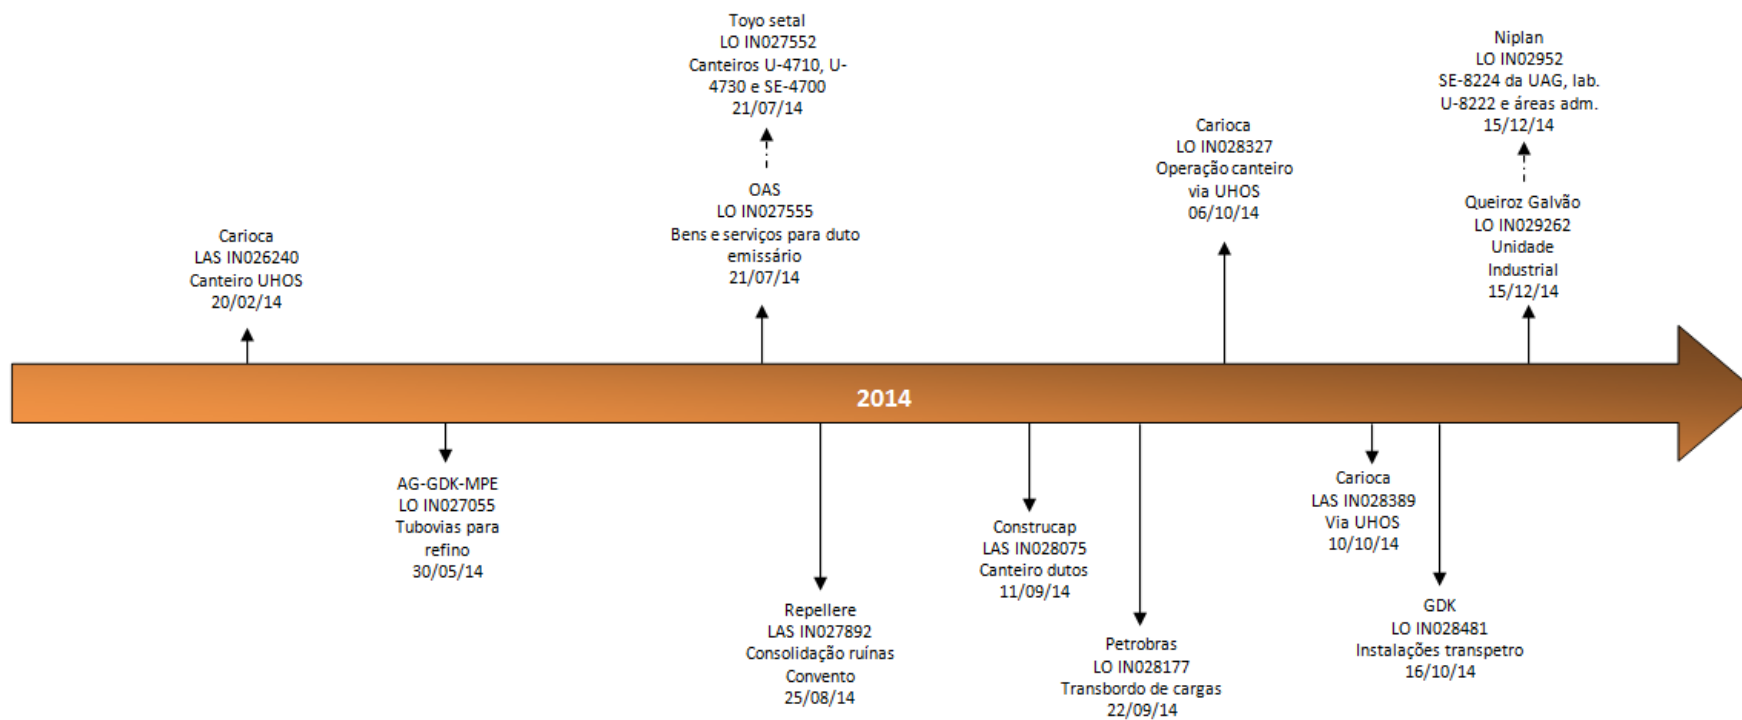 Toyo setal
LO IN027552
Canteiros U-4710, U-
4730 e SE-4700
21/07/14
Niplan
LO IN02952
SE-8224 da UAG, lab.
U-8222 e áreas adm.
15/12/14
Carioca
LO IN028327
Operação canteiro
via UHOS
06/10/14
OAS
LO IN027555
Bens e serviços para duto
emissário
21/07/14
Queiroz Galvão
LO IN029262
Unidade
Industrial
15/12/14
Carioca
LAS IN026240
Canteiro UHOS
20/02/14
2014
AG-GDK-MPE
LO IN027055
Tubovias para
refino
30/05/14
Carioca
LAS IN028389
Via UHOS
10/10/14
Construcap
LAS IN028075
Canteiro dutos
11/09/14
Repellere
LAS IN027892
Consolidação ruínas
Convento
25/08/14
GDK
LO IN028481
Instalações transpetro
16/10/14
Petrobras
LO IN028177
Transbordo de cargas
22/09/14